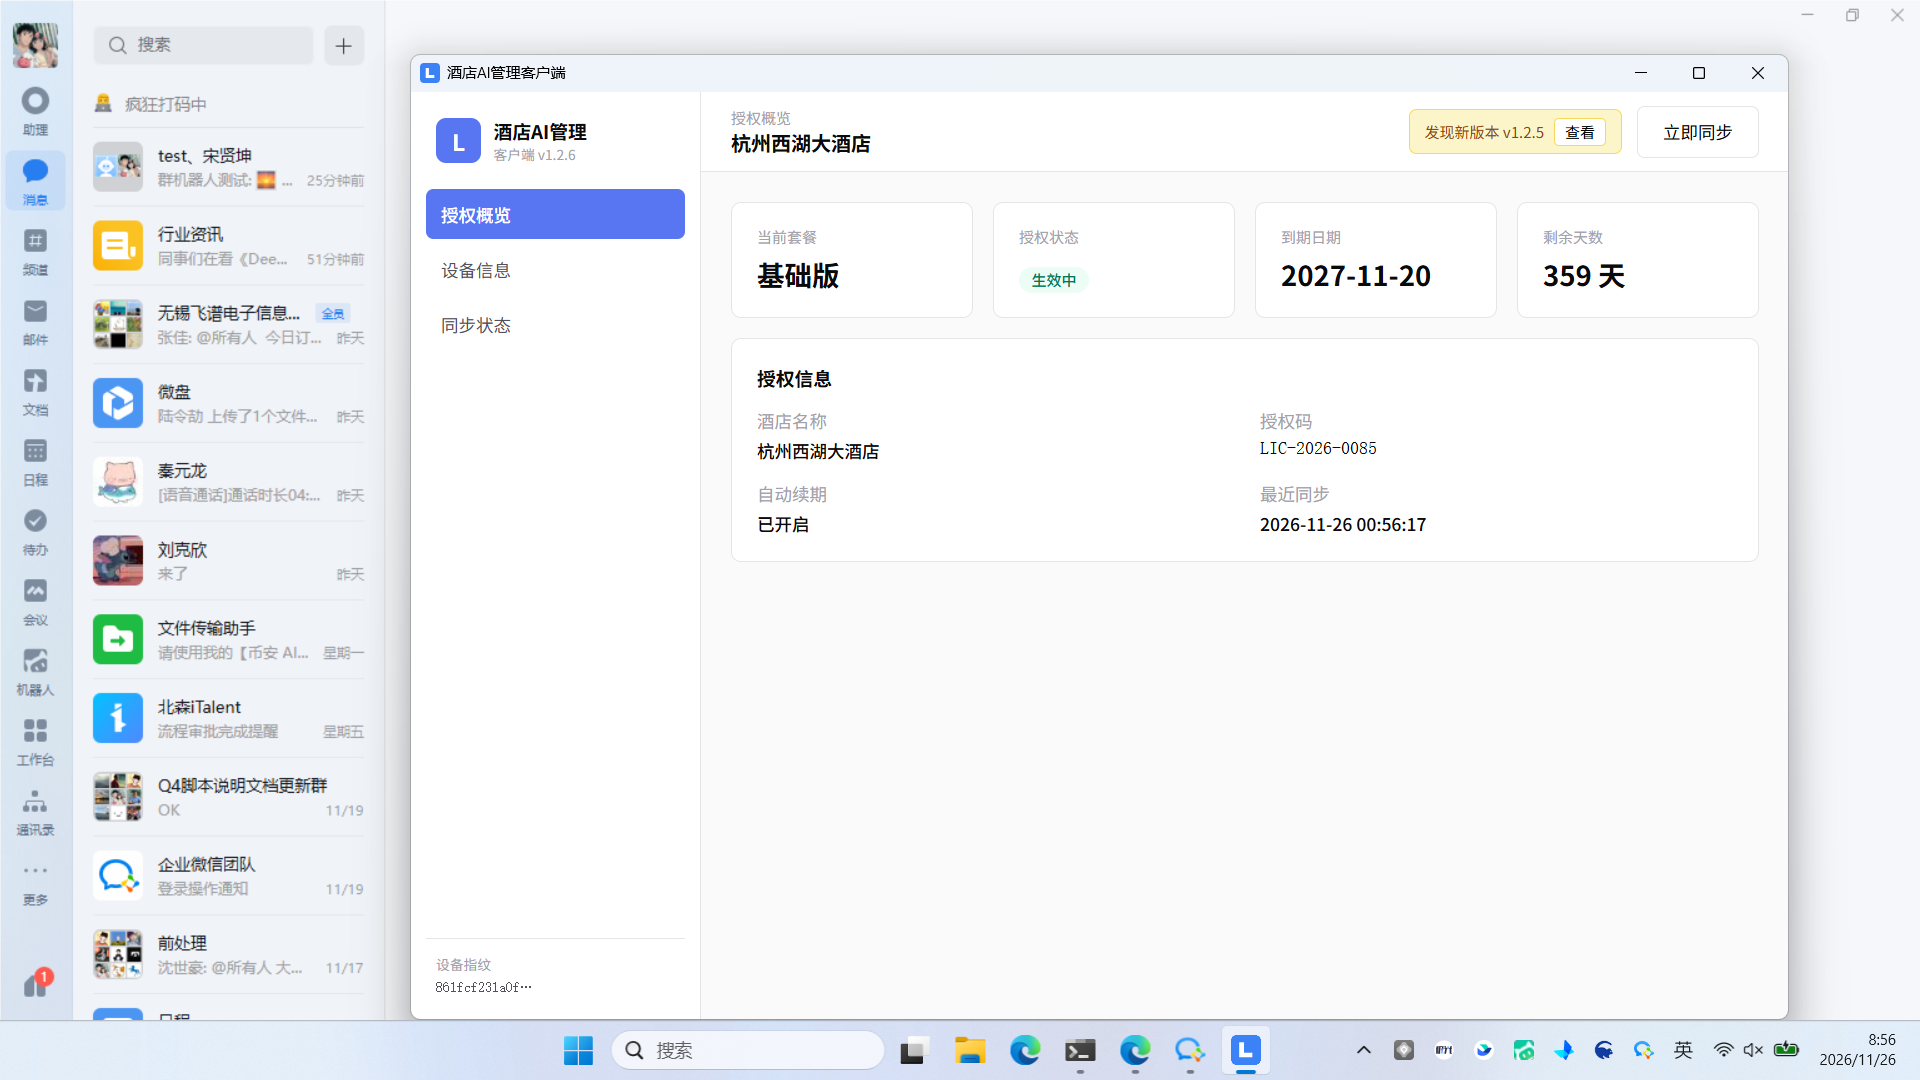 搜索
疯狂打码中
助理
消息
频道
邮件
文档
日程
待办
会议
机器人
工作台
通讯录
更多
1
test、宋贤坤
群机器人测试: ... 25分钟前
行业资讯
同事们在看《Dee... 51分钟前
无锡飞谱电子信息... 全员
张佳: @所有人 今日订... 昨天
微盘
陆令劼 上传了1个文件... 昨天
秦元龙
[语音通话]通话时长04:... 昨天
刘克欣
来了 昨天
文件传输助手
请使用我的【币安 AI... 星期一
北森iTalent
流程审批完成提醒 星期五
Q4脚本说明文档更新群
OK 11/19
企业微信团队
登录操作通知 11/19
前处理
沈世豪: @所有人 大... 11/17
日程
L 酒店AI管理客户端
L
酒店AI管理
客户端 v1.2.6
授权概览
设备信息
同步状态
设备指纹
861fcf231a0f…
授权概览
杭州西湖大酒店
发现新版本 v1.2.5 查看
立即同步
当前套餐
基础版
授权状态
生效中
到期日期
2027-11-20
剩余天数
359 天
授权信息
酒店名称
杭州西湖大酒店
授权码
LIC-2026-0085
自动续期
已开启
最近同步
2026-11-26 00:56:17
搜索
L
英
8:56
2026/11/26